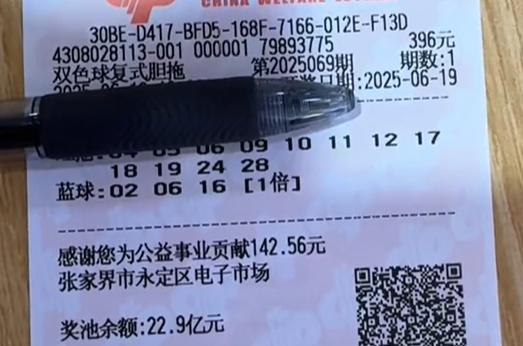 CHINA WELFARE
30BE-D417-BFD5-168F-7166-012E-F13D
4308028113-001 000001 79893775 396元
双色球复式胆拖 第2025069期 期数:1
日期:2025-06-19
06 09 10 11 12 17
18 19 24 28
蓝球:02 06 16 [1倍]
感谢您为公益事业贡献142.56元
张家界市永定区电子市场
奖池余额:22.9亿元